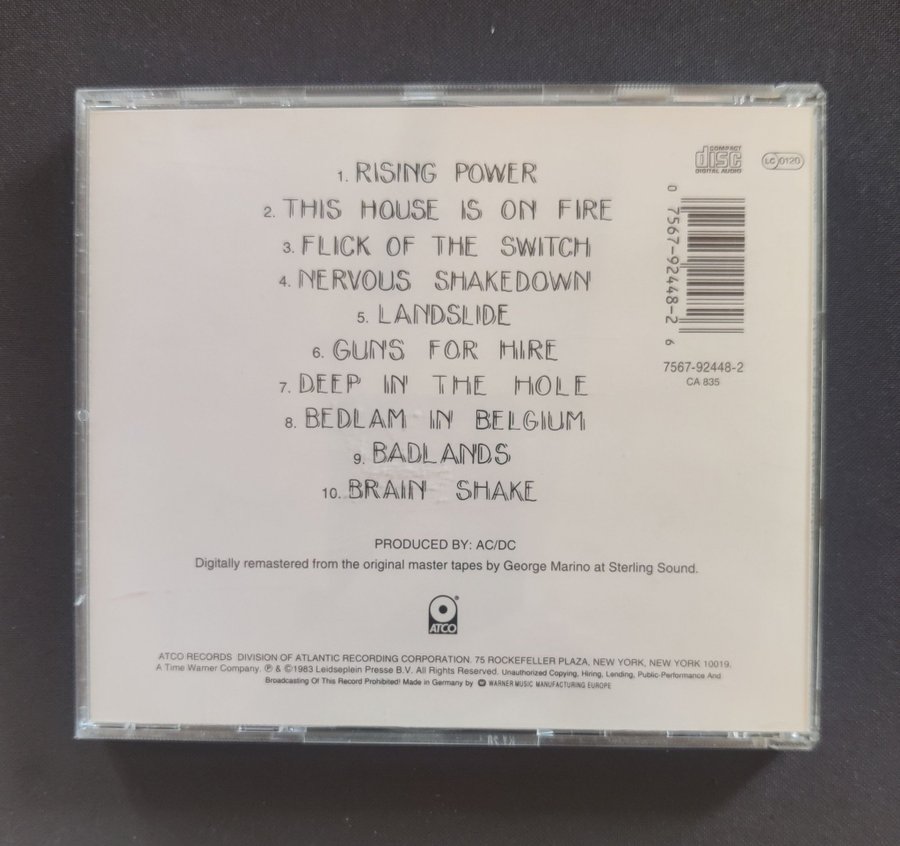 1. RISING POWER
2. THIS HOUSE IS ON FIRE
3. FLICK OF THE SWITCH
4. NERVOUS SHAKEDOWN
5. LANDSLIDE
6. GUNS FOR HIRE
7. DEEP IN THE HOLE
8. BEDLAM IN BELGIUM
9. BADLANDS
10. BRAIN SHAKE
COMPACT
disc
DIGITAL AUDIO
LC 0120
0 7567-92448-2 6
7567-92448-2
CA 835
PRODUCED BY: AC/DC
Digitally remastered from the original master tapes by George Marino at Sterling Sound.
ATCO
ATCO RECORDS DIVISION OF ATLANTIC RECORDING CORPORATION. 75 ROCKEFELLER PLAZA, NEW YORK, NEW YORK 10019.
A Time Warner Company. ℗ & ©1983 Leidseplein Presse B.V. All Rights Reserved. Unauthorized Copying, Hiring, Lending, Public-Performance And
Broadcasting Of This Record Prohibited! Made in Germany by WARNER MUSIC MANUFACTURING EUROPE